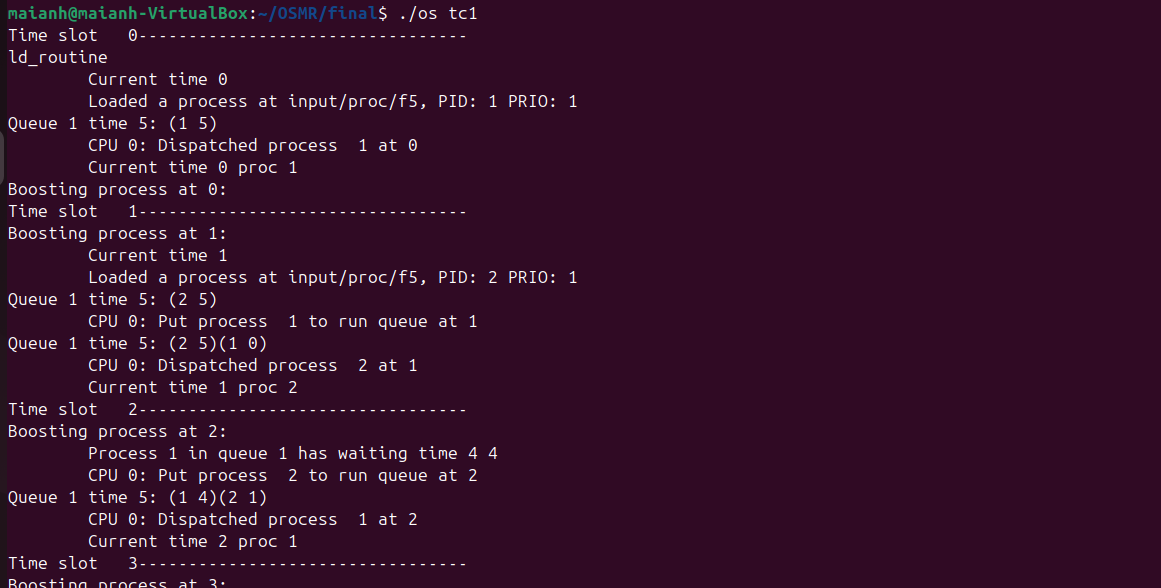 maianh@maianh-VirtualBox:~/OSMR/final$ ./os tc1
Time slot   0---------------------------------
ld_routine
        Current time 0
        Loaded a process at input/proc/f5, PID: 1 PRIO: 1
Queue 1 time 5: (1 5)
        CPU 0: Dispatched process  1 at 0
        Current time 0 proc 1
Boosting process at 0:
Time slot   1---------------------------------
Boosting process at 1:
        Current time 1
        Loaded a process at input/proc/f5, PID: 2 PRIO: 1
Queue 1 time 5: (2 5)
        CPU 0: Put process  1 to run queue at 1
Queue 1 time 5: (2 5)(1 0)
        CPU 0: Dispatched process  2 at 1
        Current time 1 proc 2
Time slot   2---------------------------------
Boosting process at 2:
        Process 1 in queue 1 has waiting time 4 4
        CPU 0: Put process  2 to run queue at 2
Queue 1 time 5: (1 4)(2 1)
        CPU 0: Dispatched process  1 at 2
        Current time 2 proc 1
Time slot   3---------------------------------
Boosting process at 3: